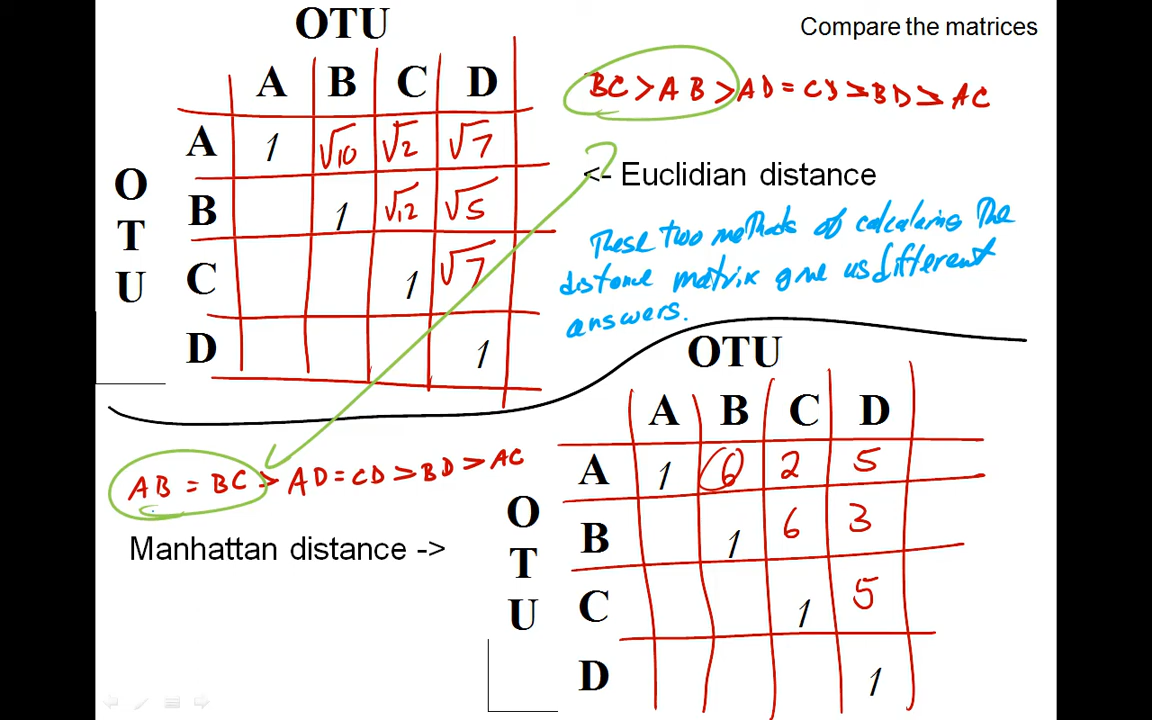 OTU
Compare the matrices
A B C D
BC > AB > AD = CD > BD > AC
A 1 √10 √2 √7
<- Euclidian distance
O
T
U
B 1 √12 √5
These two methods of calculating the
distance matrix give us different
answers.
C 1 √7
D 1
OTU
A B C D
AB = BC > AD = CD > BD > AC
A 1 6 2 5
O
T
U
Manhattan distance ->
B 1 6 3
C 1 5
D 1